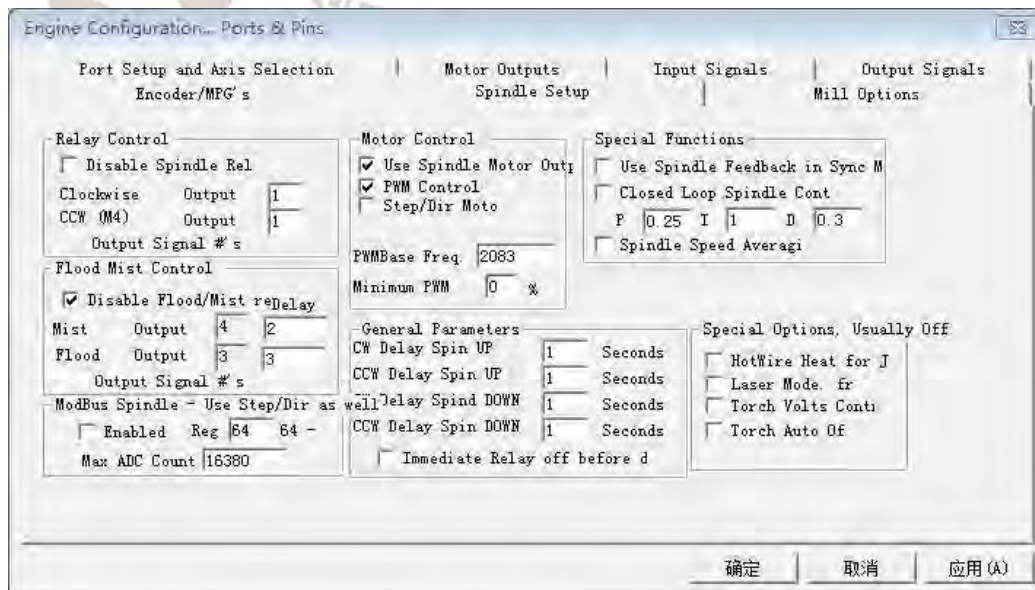 Engine Configuration... Ports & Pins
Port Setup and Axis Selection
Motor Outputs
Input Signals
Output Signals
Encoder/MPG's
Spindle Setup
Mill Options
Relay Control
Disable Spindle Rel
Clockwise Output 1
CCW (M4) Output 1
Output Signal #'s
Flood Mist Control
Disable Flood/Mist re
Delay
Mist Output 4 2
Flood Output 3 3
Output Signal #'s
ModBus Spindle - Use Step/Dir as well
Enabled Reg 64 64 -
Max ADC Count 16380
Motor Control
Use Spindle Motor Outp
PWM Control
Step/Dir Moto
PWMBase Freq. 2083
Minimum PWM 0 %
General Parameters
CW Delay Spin UP 1 Seconds
CCW Delay Spin UP 1 Seconds
Delay Spind DOWN 1 Seconds
CCW Delay Spin DOWN 1 Seconds
Immediate Relay off before d
Special Functions
Use Spindle Feedback in Sync M
Closed Loop Spindle Cont
P 0.25 I 1 D 0.3
Spindle Speed Averagi
Special Options, Usually Off
HotWire Heat for J
Laser Mode. fr
Torch Volts Cont
Torch Auto Of
确定
取消
应用(A)